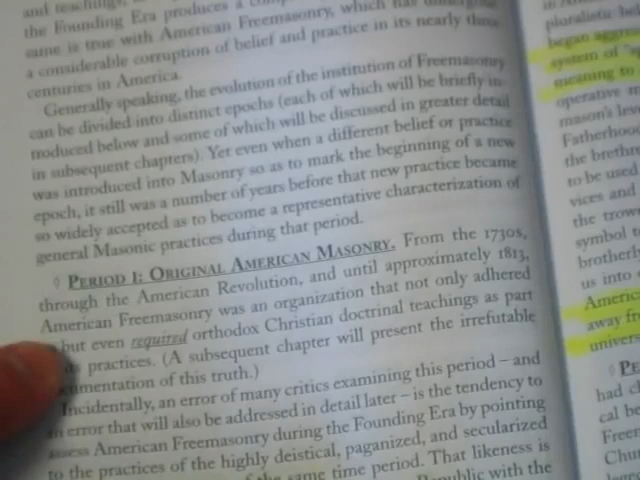 and teachings,
the Founding Era produces a
same is true with American Freemasonry, which has
a considerable corruption of belief and practice in its nearly three
centuries in America.
Generally speaking, the evolution of the institution of Freemasonry
can be divided into distinct epochs (each of which will be briefly in-
troduced below and some of which will be discussed in greater detail
in subsequent chapters). Yet even when a different belief or practice
was introduced into Masonry so as to mark the beginning of a new
epoch, it still was a number of years before that new practice became
so widely accepted as to become a representative characterization of
general Masonic practices during that period.
◊ PERIOD I: ORIGINAL AMERICAN MASONRY. From the 1730s,
through the American Revolution, and until approximately 1813,
American Freemasonry was an organization that not only adhered
but even required orthodox Christian doctrinal teachings as part
practices. (A subsequent chapter will present the irrefutable
of this truth.)
Incidentally, an error of many critics examining this period – and
error that will also be addressed in detail later – is the tendency to
assess American Freemasonry during the Founding Era by pointing
to the practices of the highly deistical, paganized, and secularized
same time period. That likeness is
with the
pluralistic
began
system of
meaning to
operative
mason's
Fatherhood
the
to be used
vices and
the
symbol
brotherly
us into
Americ
away
univers
◊ PE
had
cal
Freem
Chu